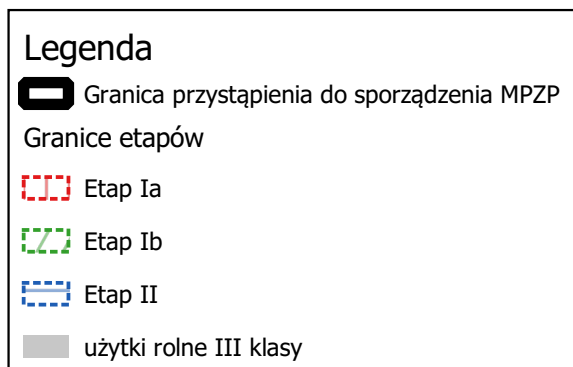 Legenda
Granica przystąpienia do sporządzenia MPZP
Granice etapów
Etap Ia
Etap Ib
Etap II
użytki rolne III klasy